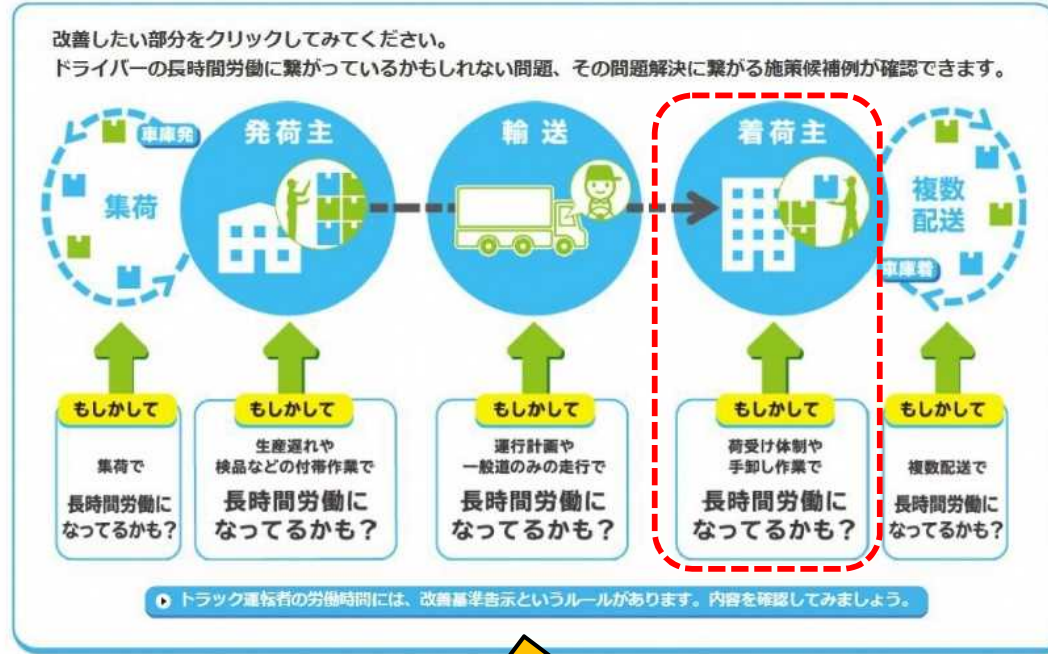 改善したい部分をクリックしてみてください。
ドライバーの長時間労働に繋がっているかもしれない問題、その問題解決に繋がる施策候補例が確認できます。
車庫発
集荷
発荷主
輸送
着荷主
複数
配送
車庫着
もしかして
集荷で
長時間労働に
なってるかも？
もしかして
生産遅れや
検品などの付帯作業で
長時間労働に
なってるかも？
もしかして
運行計画や
一般道のみの走行で
長時間労働に
なってるかも？
もしかして
荷受け体制や
手卸し作業で
長時間労働に
なってるかも？
もしかして
複数配送で
長時間労働に
なってるかも？
トラック運転者の労働時間には、改善基準告示というルールがあります。内容を確認してみましょう。